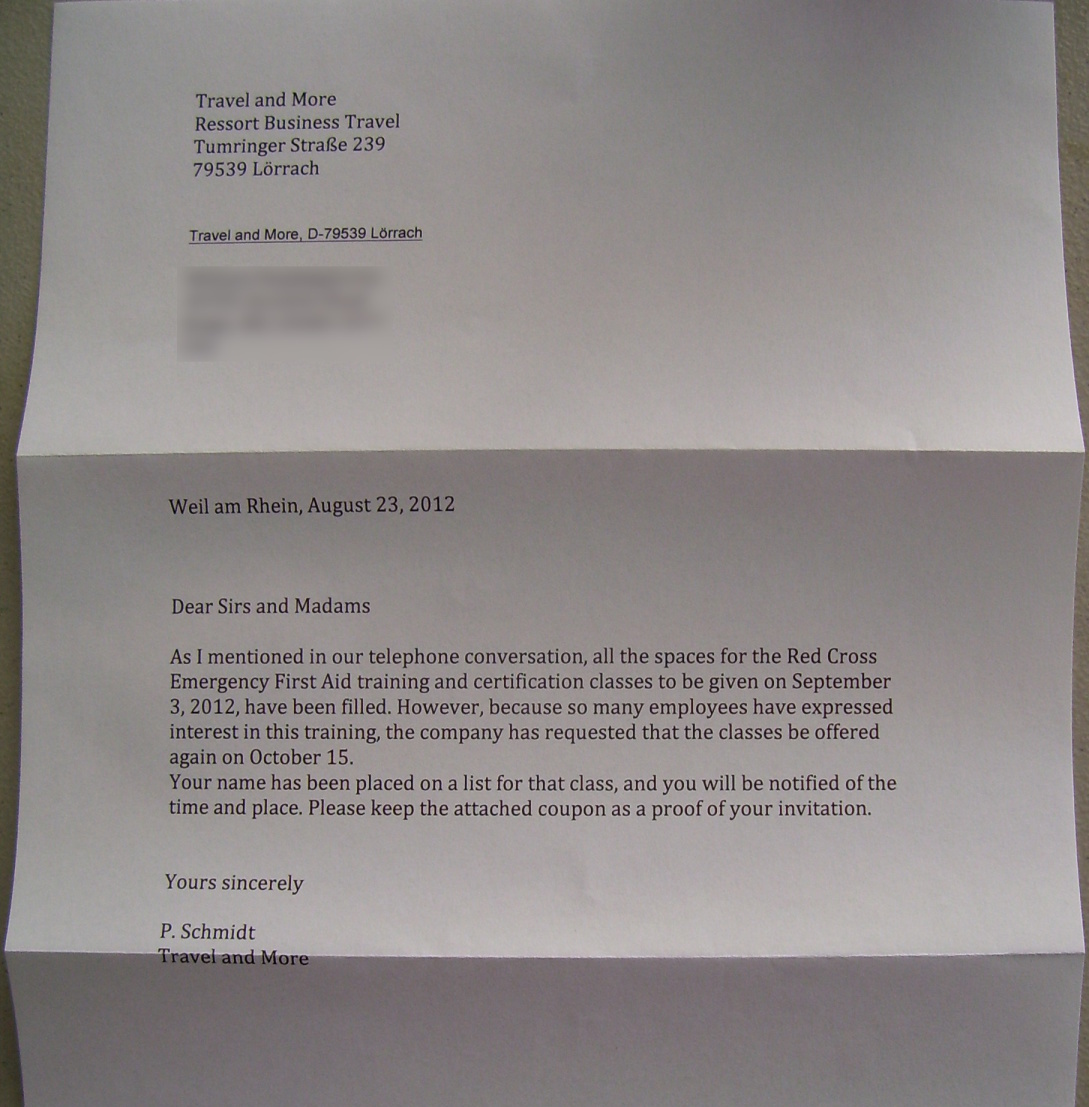 Travel and More
Ressort Business Travel
Tumringer Straße 239
79539 Lörrach
Travel and More, D-79539 Lörrach
Weil am Rhein, August 23, 2012
Dear Sirs and Madams
As I mentioned in our telephone conversation, all the spaces for the Red Cross
Emergency First Aid training and certification classes to be given on September
3, 2012, have been filled. However, because so many employees have expressed
interest in this training, the company has requested that the classes be offered
again on October 15.
Your name has been placed on a list for that class, and you will be notified of the
time and place. Please keep the attached coupon as a proof of your invitation.
Yours sincerely
P. Schmidt
Travel and More